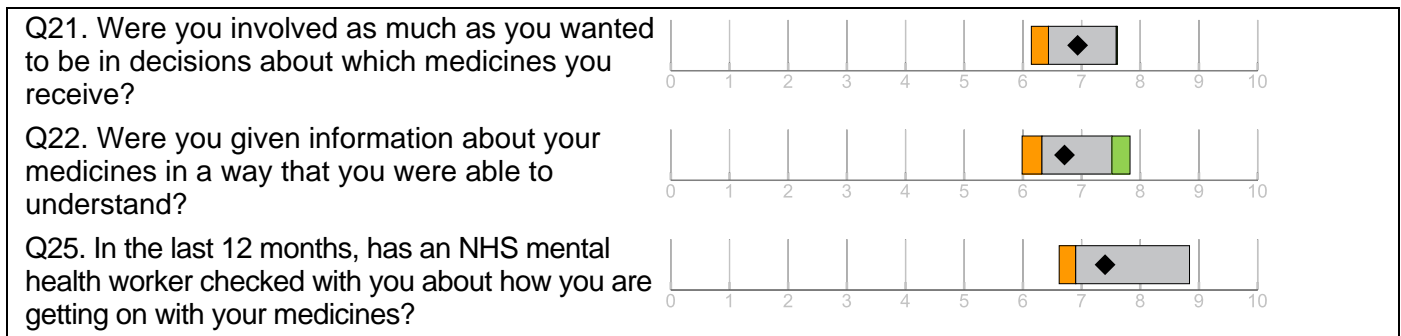 Q21. Were you involved as much as you wanted
to be in decisions about which medicines you
receive?
0 1 2 3 4 5 6 7 8 9 10
Q22. Were you given information about your
medicines in a way that you were able to
understand?
0 1 2 3 4 5 6 7 8 9 10
Q25. In the last 12 months, has an NHS mental
health worker checked with you about how you are
getting on with your medicines?
0 1 2 3 4 5 6 7 8 9 10